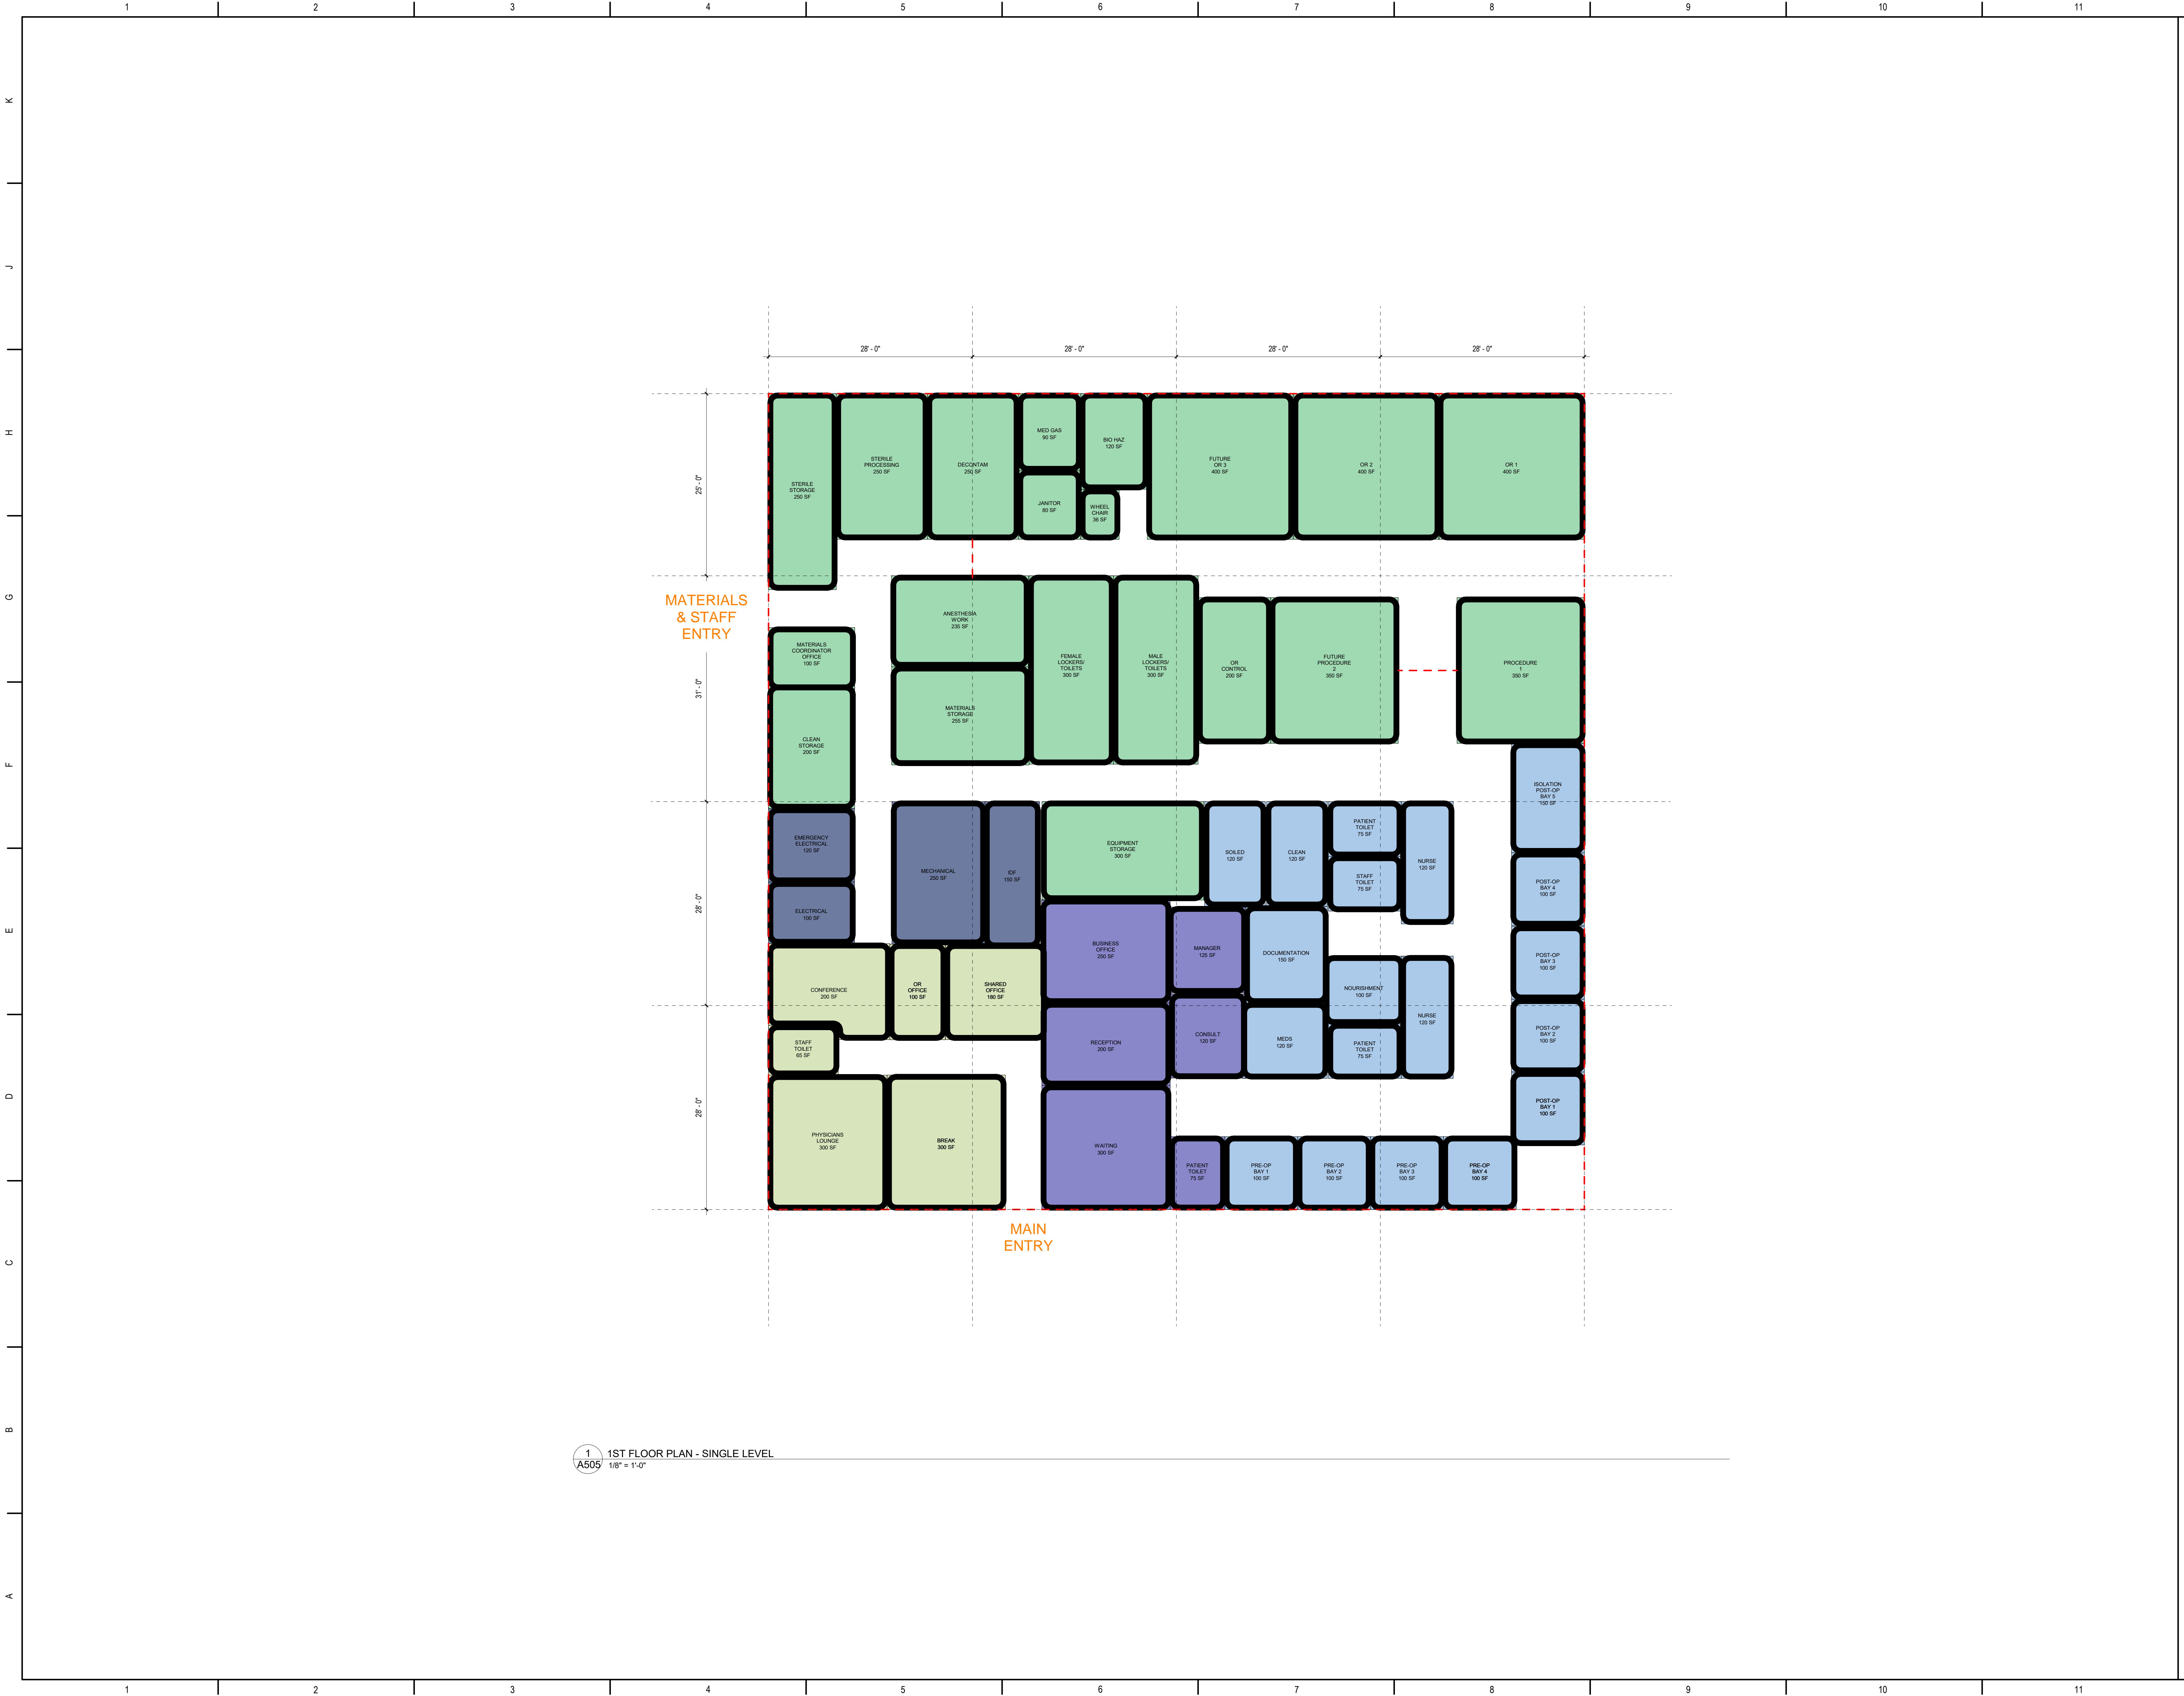 1 2 3 4 5 6 7 8 9 10 11
K
J
H
G
F
E
D
C
B
A
28' - 0" 28' - 0" 28' - 0" 28' - 0"
25' - 0"
31' - 0"
28' - 0"
28' - 0"
STERILE
STORAGE
250 SF
STERILE
PROCESSING
250 SF
DECONTAM
250 SF
MED GAS
90 SF
JANITOR
80 SF
BIO HAZ
120 SF
WHEEL
CHAIR
36 SF
FUTURE
OR 3
400 SF
OR 2
400 SF
OR 1
400 SF
MATERIALS
& STAFF
ENTRY
MATERIALS
COORDINATOR
OFFICE
100 SF
CLEAN
STORAGE
200 SF
ANESTHESIA
WORK
235 SF
MATERIALS
STORAGE
255 SF
FEMALE
LOCKERS/
TOILETS
300 SF
MALE
LOCKERS/
TOILETS
300 SF
OR
CONTROL
200 SF
FUTURE
PROCEDURE
2
350 SF
PROCEDURE
1
350 SF
ISOLATION
POST-OP
BAY 5
150 SF
EMERGENCY
ELECTRICAL
120 SF
ELECTRICAL
100 SF
MECHANICAL
250 SF
IDF
150 SF
EQUIPMENT
STORAGE
300 SF
SOILED
120 SF
CLEAN
120 SF
PATIENT
TOILET
75 SF
STAFF
TOILET
75 SF
NURSE
120 SF
POST-OP
BAY 4
100 SF
BUSINESS
OFFICE
250 SF
MANAGER
125 SF
DOCUMENTATION
150 SF
POST-OP
BAY 3
100 SF
CONFERENCE
200 SF
OR
OFFICE
100 SF
SHARED
OFFICE
180 SF
NOURISHMENT
100 SF
NURSE
120 SF
STAFF
TOILET
65 SF
RECEPTION
200 SF
CONSULT
120 SF
MEDS
120 SF
PATIENT
TOILET
75 SF
POST-OP
BAY 2
100 SF
POST-OP
BAY 1
100 SF
PHYSICIANS
LOUNGE
300 SF
BREAK
300 SF
WAITING
300 SF
PATIENT
TOILET
75 SF
PRE-OP
BAY 1
100 SF
PRE-OP
BAY 2
100 SF
PRE-OP
BAY 3
100 SF
PRE-OP
BAY 4
100 SF
MAIN
ENTRY
1
A505
1ST FLOOR PLAN - SINGLE LEVEL
1/8" = 1'-0"
1 2 3 4 5 6 7 8 9 10 11